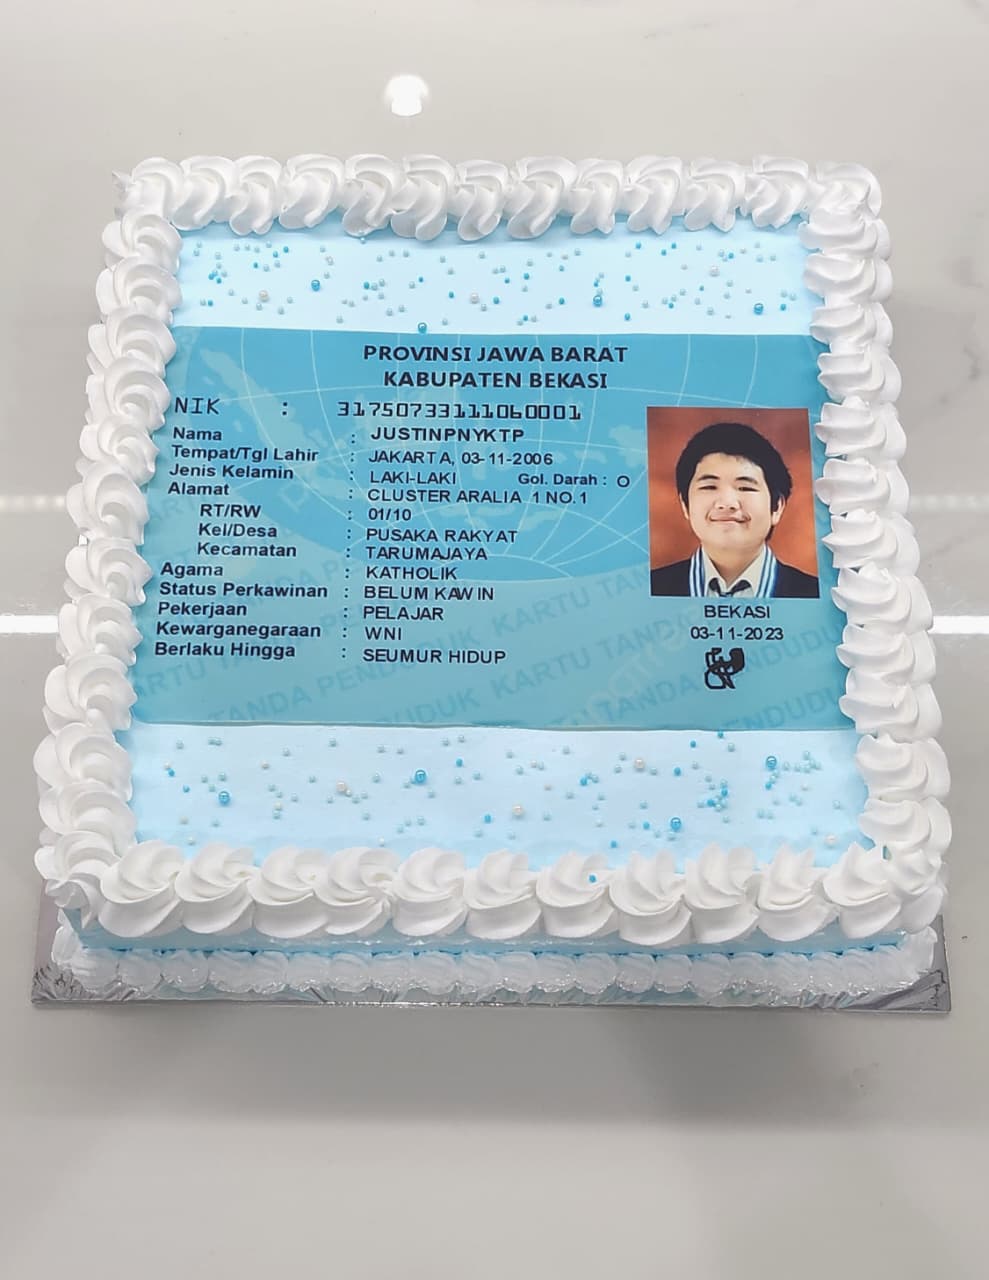 PROVINSI JAWA BARAT
KABUPATEN BEKASI
NIK : 31750733111060001
Nama : JUSTINPNYKTP
Tempat/Tgl Lahir : JAKARTA, 03-11-2006
Jenis Kelamin : LAKI-LAKI Gol. Darah : O
Alamat : CLUSTER ARALIA 1 NO.1
RT/RW : 01/10
Kel/Desa : PUSAKA RAKYAT
Kecamatan : TARUMAJAYA
Agama : KATHOLIK
Status Perkawinan : BELUM KAWIN
Pekerjaan : PELAJAR
Kewarganegaraan : WNI
Berlaku Hingga : SEUMUR HIDUP
BEKASI
03-11-2023
KARTU TANDA PENDUDUK KARTU TANDA PENDUDUK